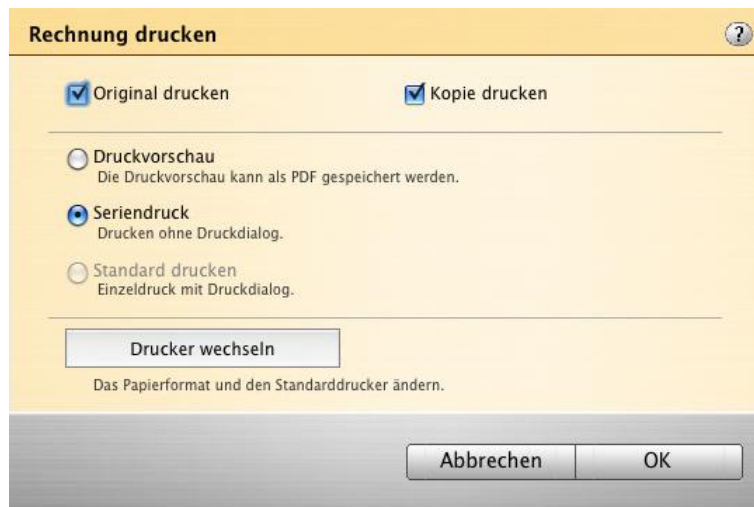 Rechnung drucken
?
Original drucken
Kopie drucken
Druckvorschau
Die Druckvorschau kann als PDF gespeichert werden.
Seriendruck
Drucken ohne Druckdialog.
Standard drucken
Einzeldruck mit Druckdialog.
Drucker wechseln
Das Papierformat und den Standarddrucker ändern.
Abbrechen
OK